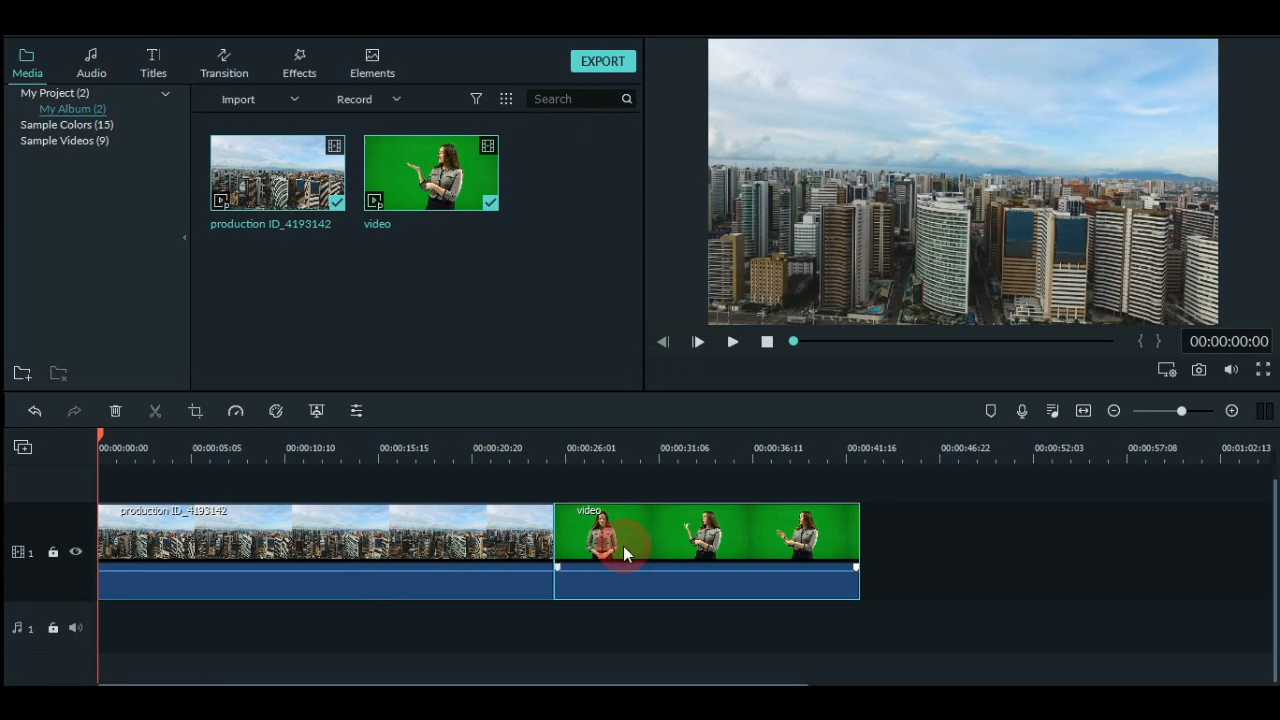 Media Audio Titles Transition Effects Elements EXPORT
My Project (2)
Import Record Search
My Album (2)
Sample Colors (15)
Sample Videos (9)
production ID_4193142 video
00:00:00:00
00:00:00:00 00:00:05:05 00:00:10:10 00:00:15:15 00:00:20:20 00:00:26:01 00:00:31:06 00:00:36:11 00:00:41:16 00:00:46:22 00:00:52:03 00:00:57:08 00:01:02:13
production ID_4193142 video
1
1